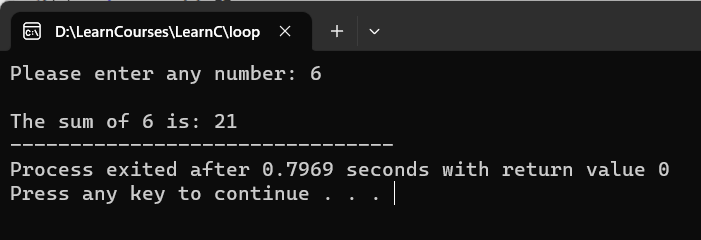 D:\LearnCourses\LearnC\loop
Please enter any number: 6
The sum of 6 is: 21
--------------------------------
Process exited after 0.7969 seconds with return value 0
Press any key to continue . . .